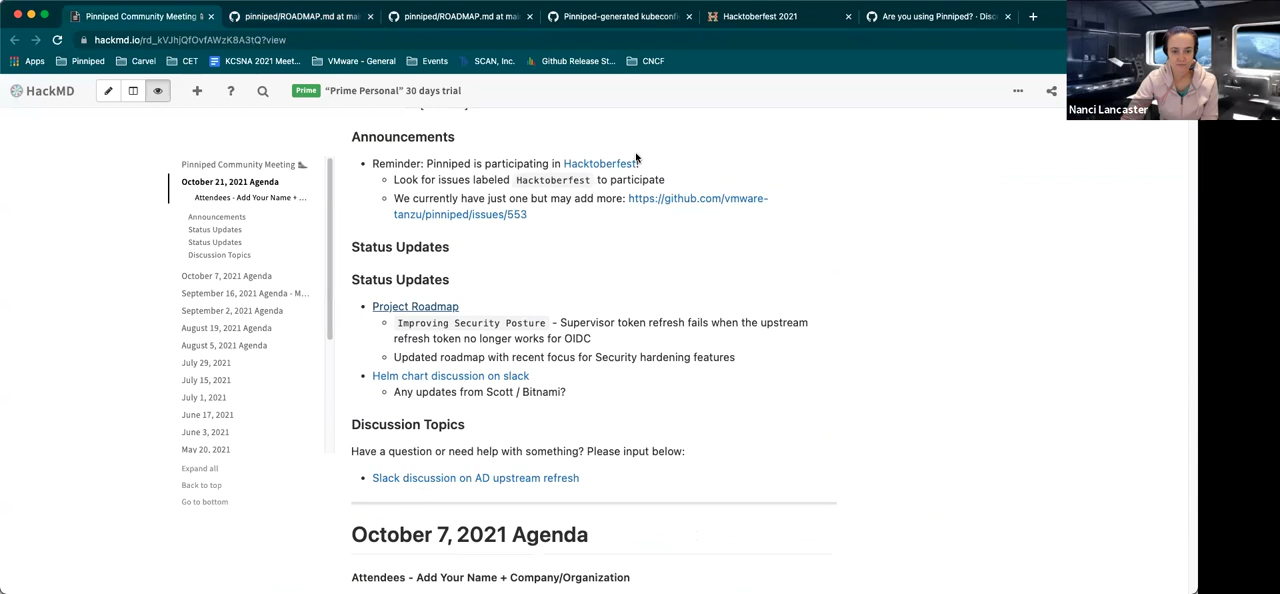 Pinniped Community Meeting
pinniped/ROADMAP.md at mai
pinniped/ROADMAP.md at mai
Pinniped-generated kubeconfi
Hacktoberfest 2021
Are you using Pinniped? · Disc
hackmd.io/rd_kVJhjQfOvfAWzK8A3tQ?view
Apps
Pinniped
Carvel
CET
KCSNA 2021 Meet...
VMware - General
Events
SCAN, Inc.
Github Release St...
CNCF
Nanci Lancaster
HackMD
Prime
“Prime Personal” 30 days trial
Pinniped Community Meeting
October 21, 2021 Agenda
Attendees - Add Your Name + ...
Announcements
Status Updates
Status Updates
Discussion Topics
October 7, 2021 Agenda
September 16, 2021 Agenda - M...
September 2, 2021 Agenda
August 19, 2021 Agenda
August 5, 2021 Agenda
July 29, 2021
July 15, 2021
July 1, 2021
June 17, 2021
June 3, 2021
May 20, 2021
Expand all
Back to top
Go to bottom
Announcements
Reminder: Pinniped is participating in Hacktoberfest!
Look for issues labeled Hacktoberfest to participate
We currently have just one but may add more: https://github.com/vmware-
tanzu/pinniped/issues/553
Status Updates
Status Updates
Project Roadmap
Improving Security Posture - Supervisor token refresh fails when the upstream
refresh token no longer works for OIDC
Updated roadmap with recent focus for Security hardening features
Helm chart discussion on slack
Any updates from Scott / Bitnami?
Discussion Topics
Have a question or need help with something? Please input below:
Slack discussion on AD upstream refresh
October 7, 2021 Agenda
Attendees - Add Your Name + Company/Organization